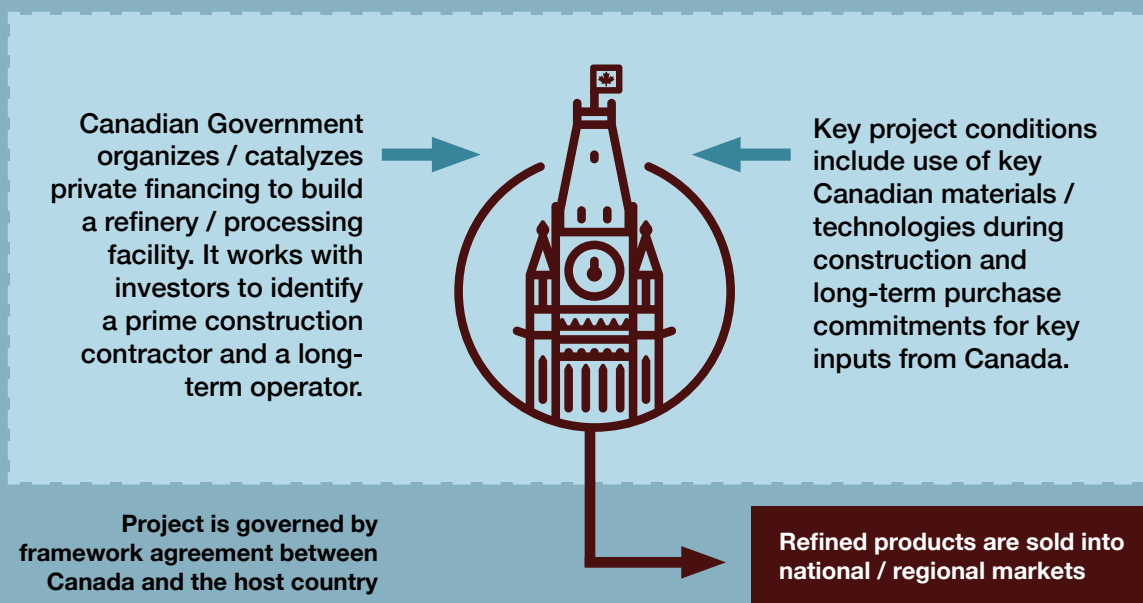 Canadian Government
organizes / catalyzes
private financing to build
a refinery / processing
facility. It works with
investors to identify
a prime construction
contractor and a long-
term operator.
Key project conditions
include use of key
Canadian materials /
technologies during
construction and
long-term purchase
commitments for key
inputs from Canada.
Project is governed by
framework agreement between
Canada and the host country
Refined products are sold into
national / regional markets